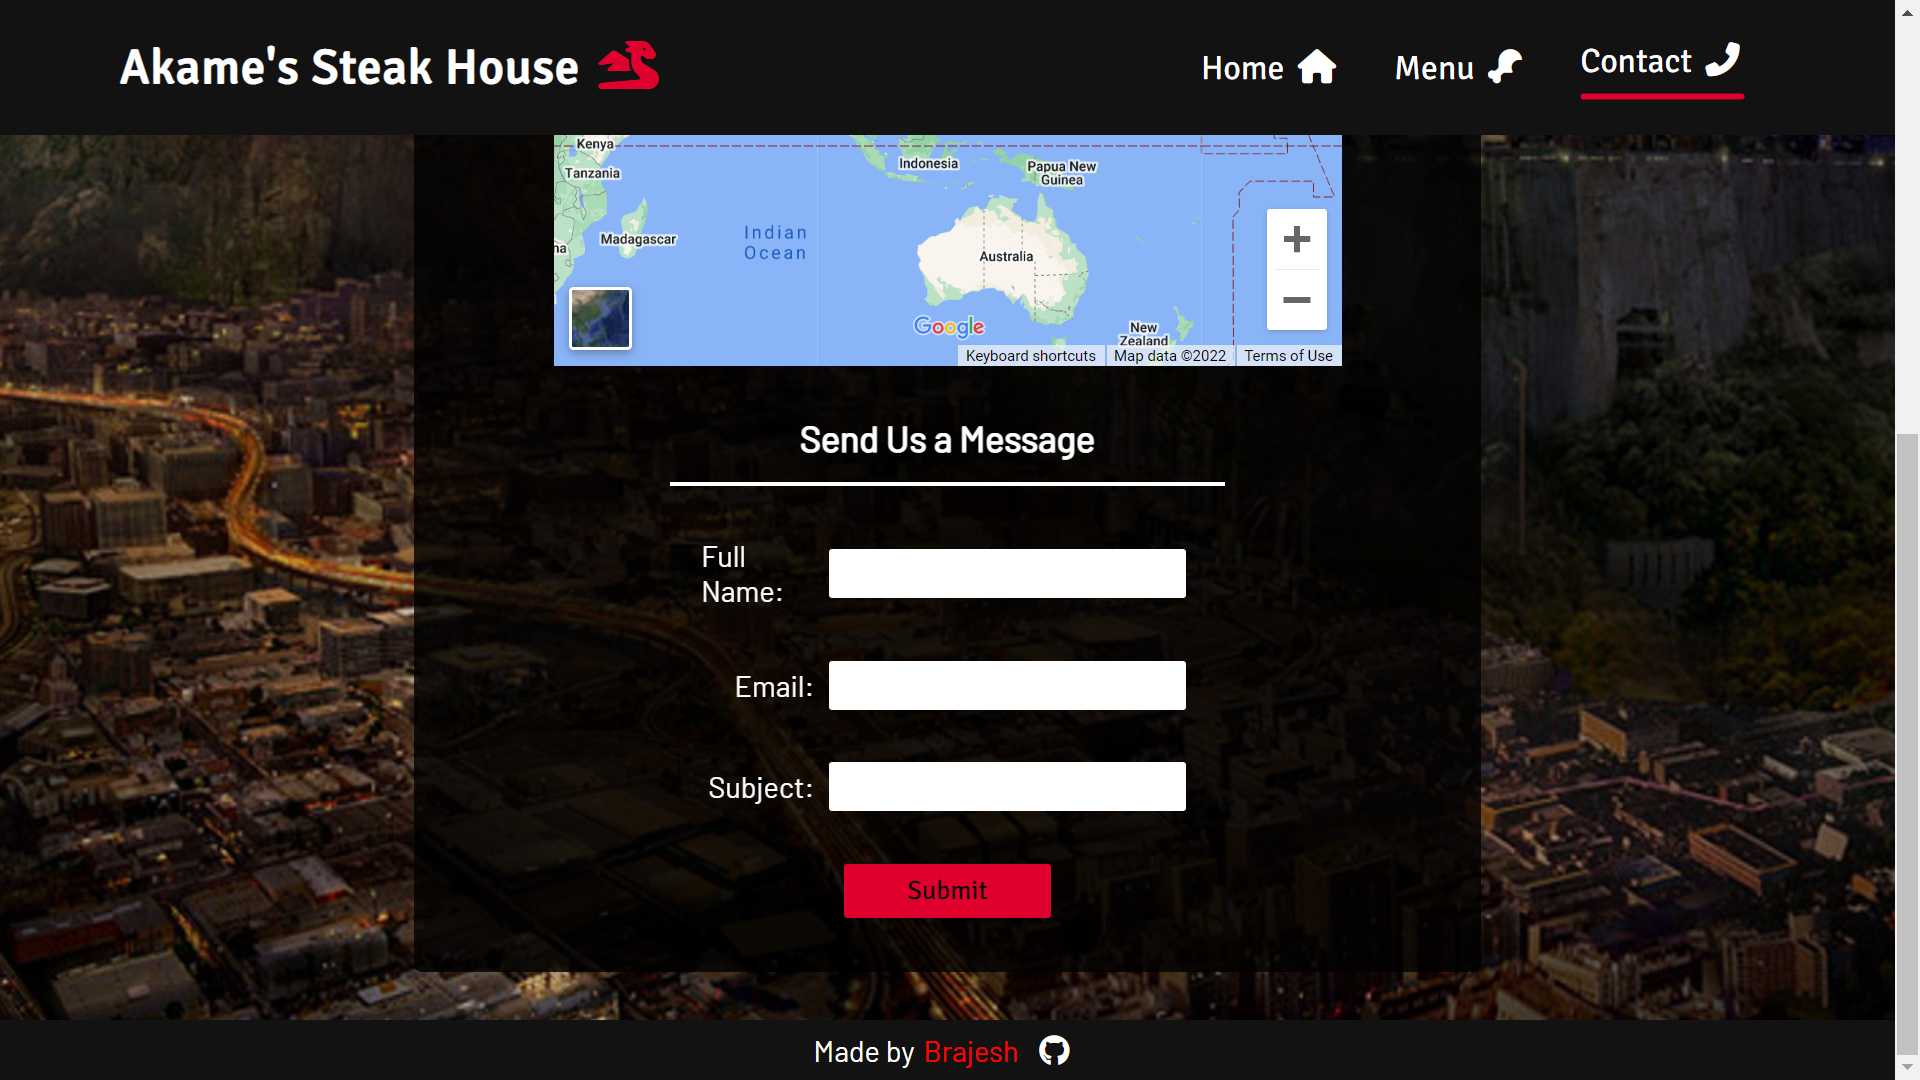 Akame's Steak House
Home
Menu
Contact
Kenya
Tanzania
Indonesia
Papua New
Guinea
Madagascar
Indian
Ocean
Australia
Google
New
Zealand
Keyboard shortcuts
Map data ©2022
Terms of Use
Send Us a Message
Full
Name:
Email:
Subject:
Submit
Made by Brajesh